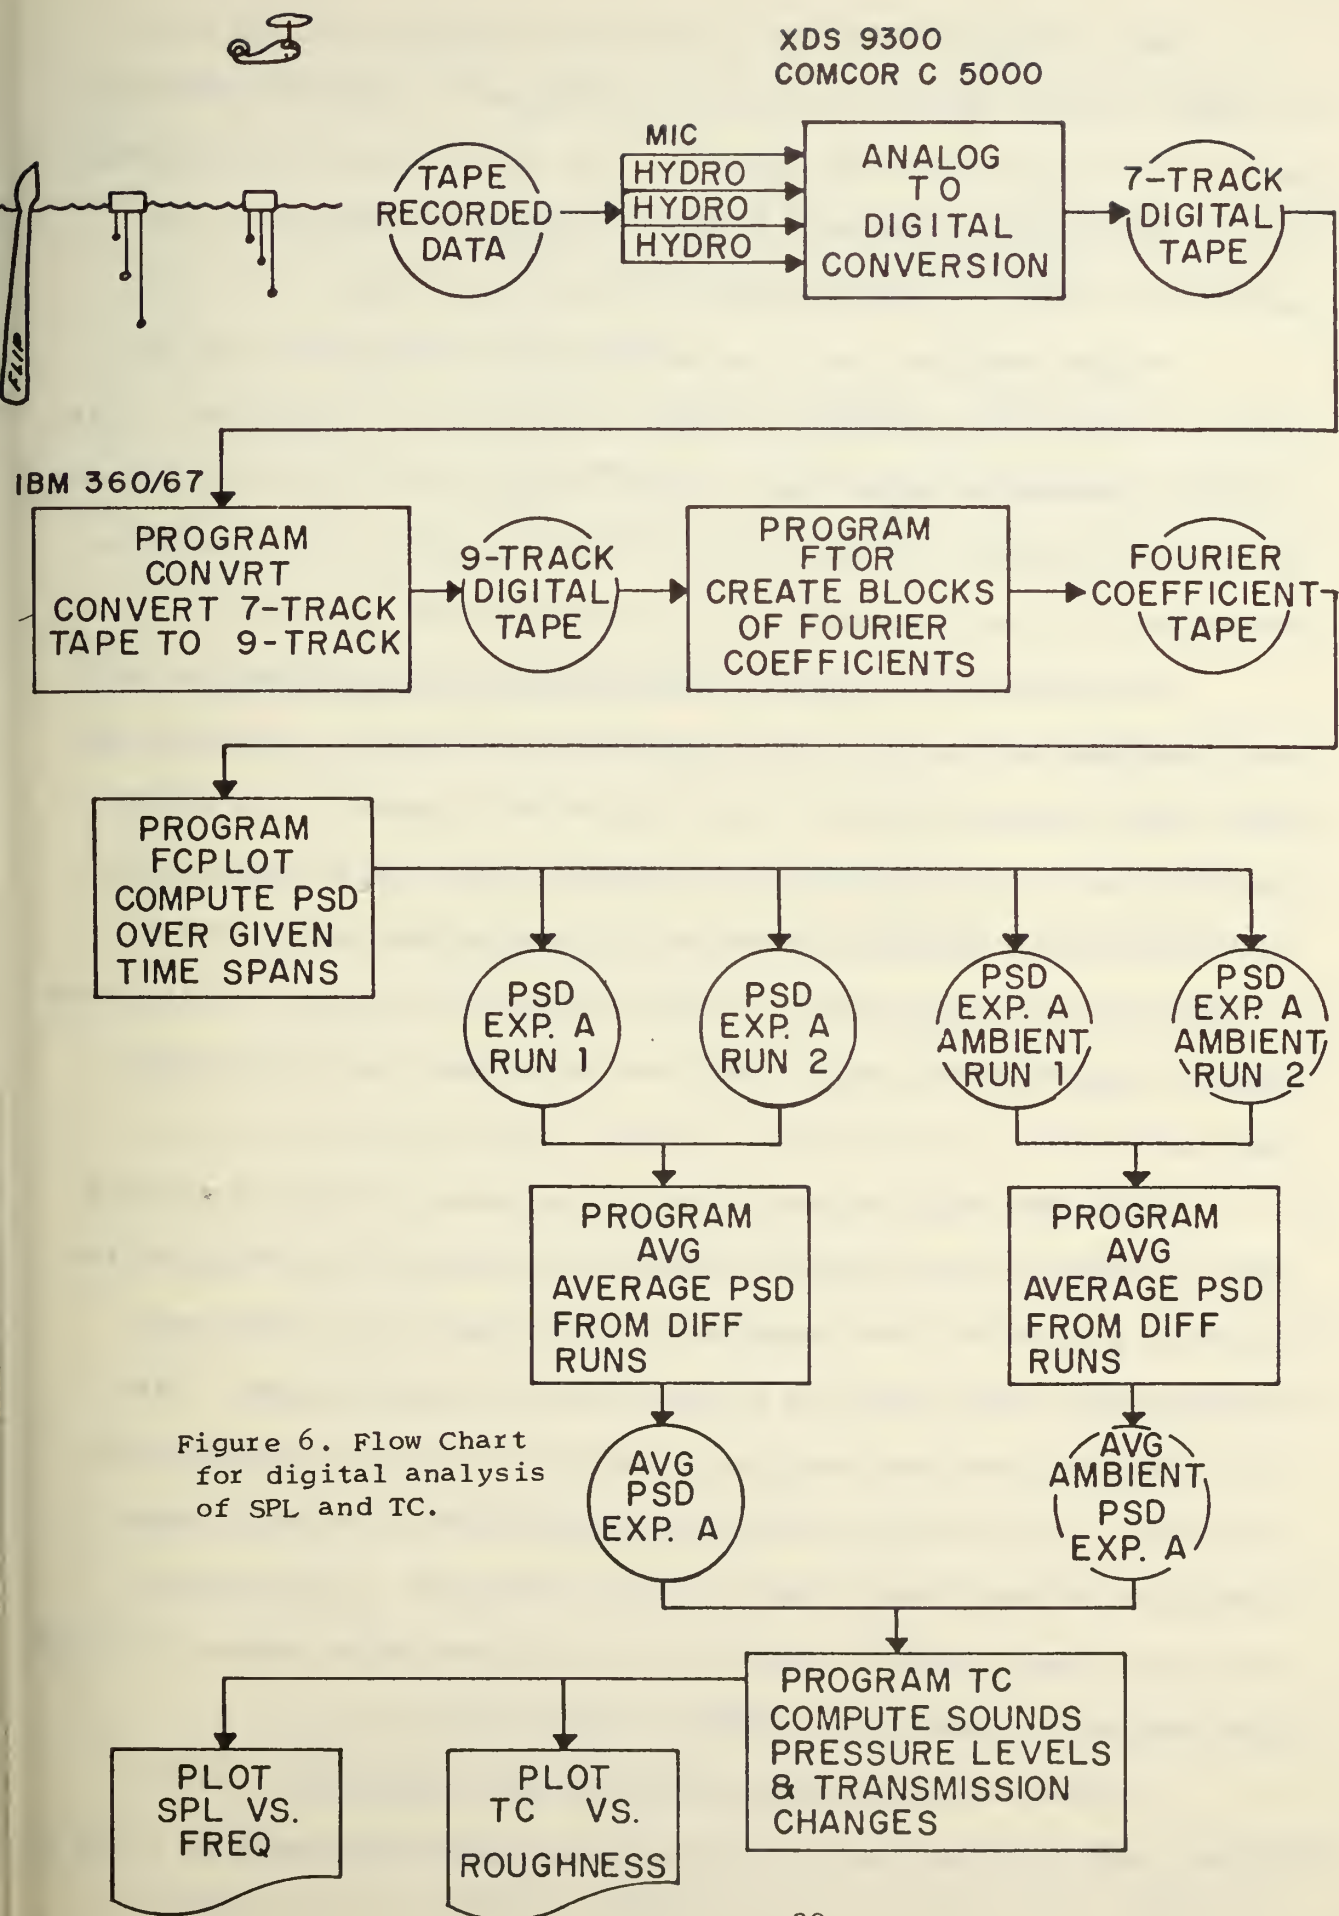 XDS 9300
COMCOR C 5000
TAPE
RECORDED
DATA
MIC
HYDRO
HYDRO
HYDRO
ANALOG
TO
DIGITAL
CONVERSION
7-TRACK
DIGITAL
TAPE
FLIP
IBM 360/67
PROGRAM
CONVRT
CONVERT 7-TRACK
TAPE TO 9-TRACK
9-TRACK
DIGITAL
TAPE
PROGRAM
FTOR
CREATE BLOCKS
OF FOURIER
COEFFICIENTS
FOURIER
COEFFICIENT
TAPE
PROGRAM
FCPLOT
COMPUTE PSD
OVER GIVEN
TIME SPANS
PSD
EXP. A
RUN 1
PSD
EXP. A
RUN 2
PSD
EXP. A
AMBIENT
RUN 1
PSD
EXP. A
AMBIENT
RUN 2
PROGRAM
AVG
AVERAGE PSD
FROM DIFF
RUNS
PROGRAM
AVG
AVERAGE PSD
FROM DIFF
RUNS
Figure 6. Flow Chart
for digital analysis
of SPL and TC.
AVG
PSD
EXP. A
AVG
AMBIENT
PSD
EXP. A
PROGRAM TC
COMPUTE SOUNDS
PRESSURE LEVELS
& TRANSMISSION
CHANGES
PLOT
SPL VS.
FREQ
PLOT
TC VS.
ROUGHNESS